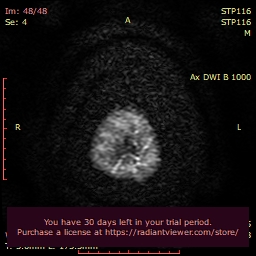 Im: 48/48
Se: 4
A
STP116
STP116
M
Ax DWI B 1000
R
L
You have 30 days left in your trial period.
Purchase a license at https://radiantviewer.com/store/